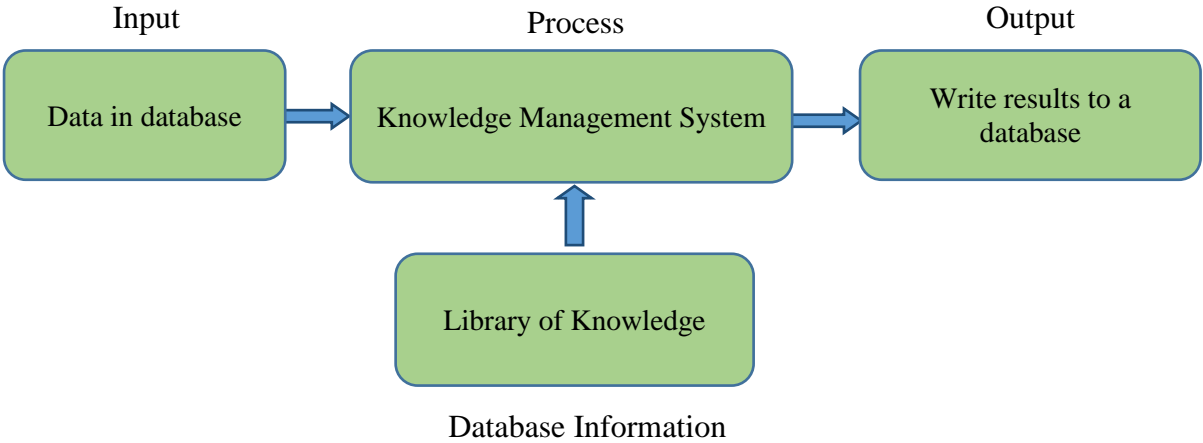 Input
Process
Output
Data in database
Knowledge Management System
Write results to a
database
Library of Knowledge
Database Information